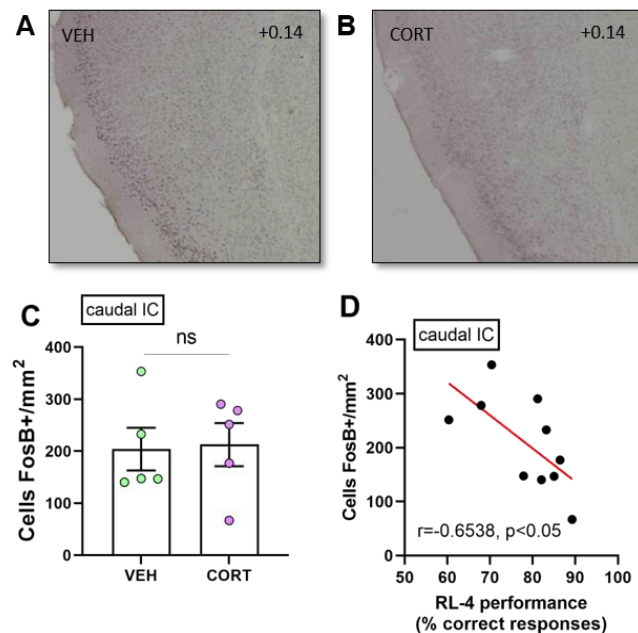 A
VEH +0.14
B
CORT +0.14
C
caudal IC
ns
Cells FosB+/mm²
400
300
200
100
0
VEH CORT
D
caudal IC
Cells FosB+/mm²
400
300
200
100
0
r=-0.6538, p<0.05
50 60 70 80 90 100
RL-4 performance
(% correct responses)